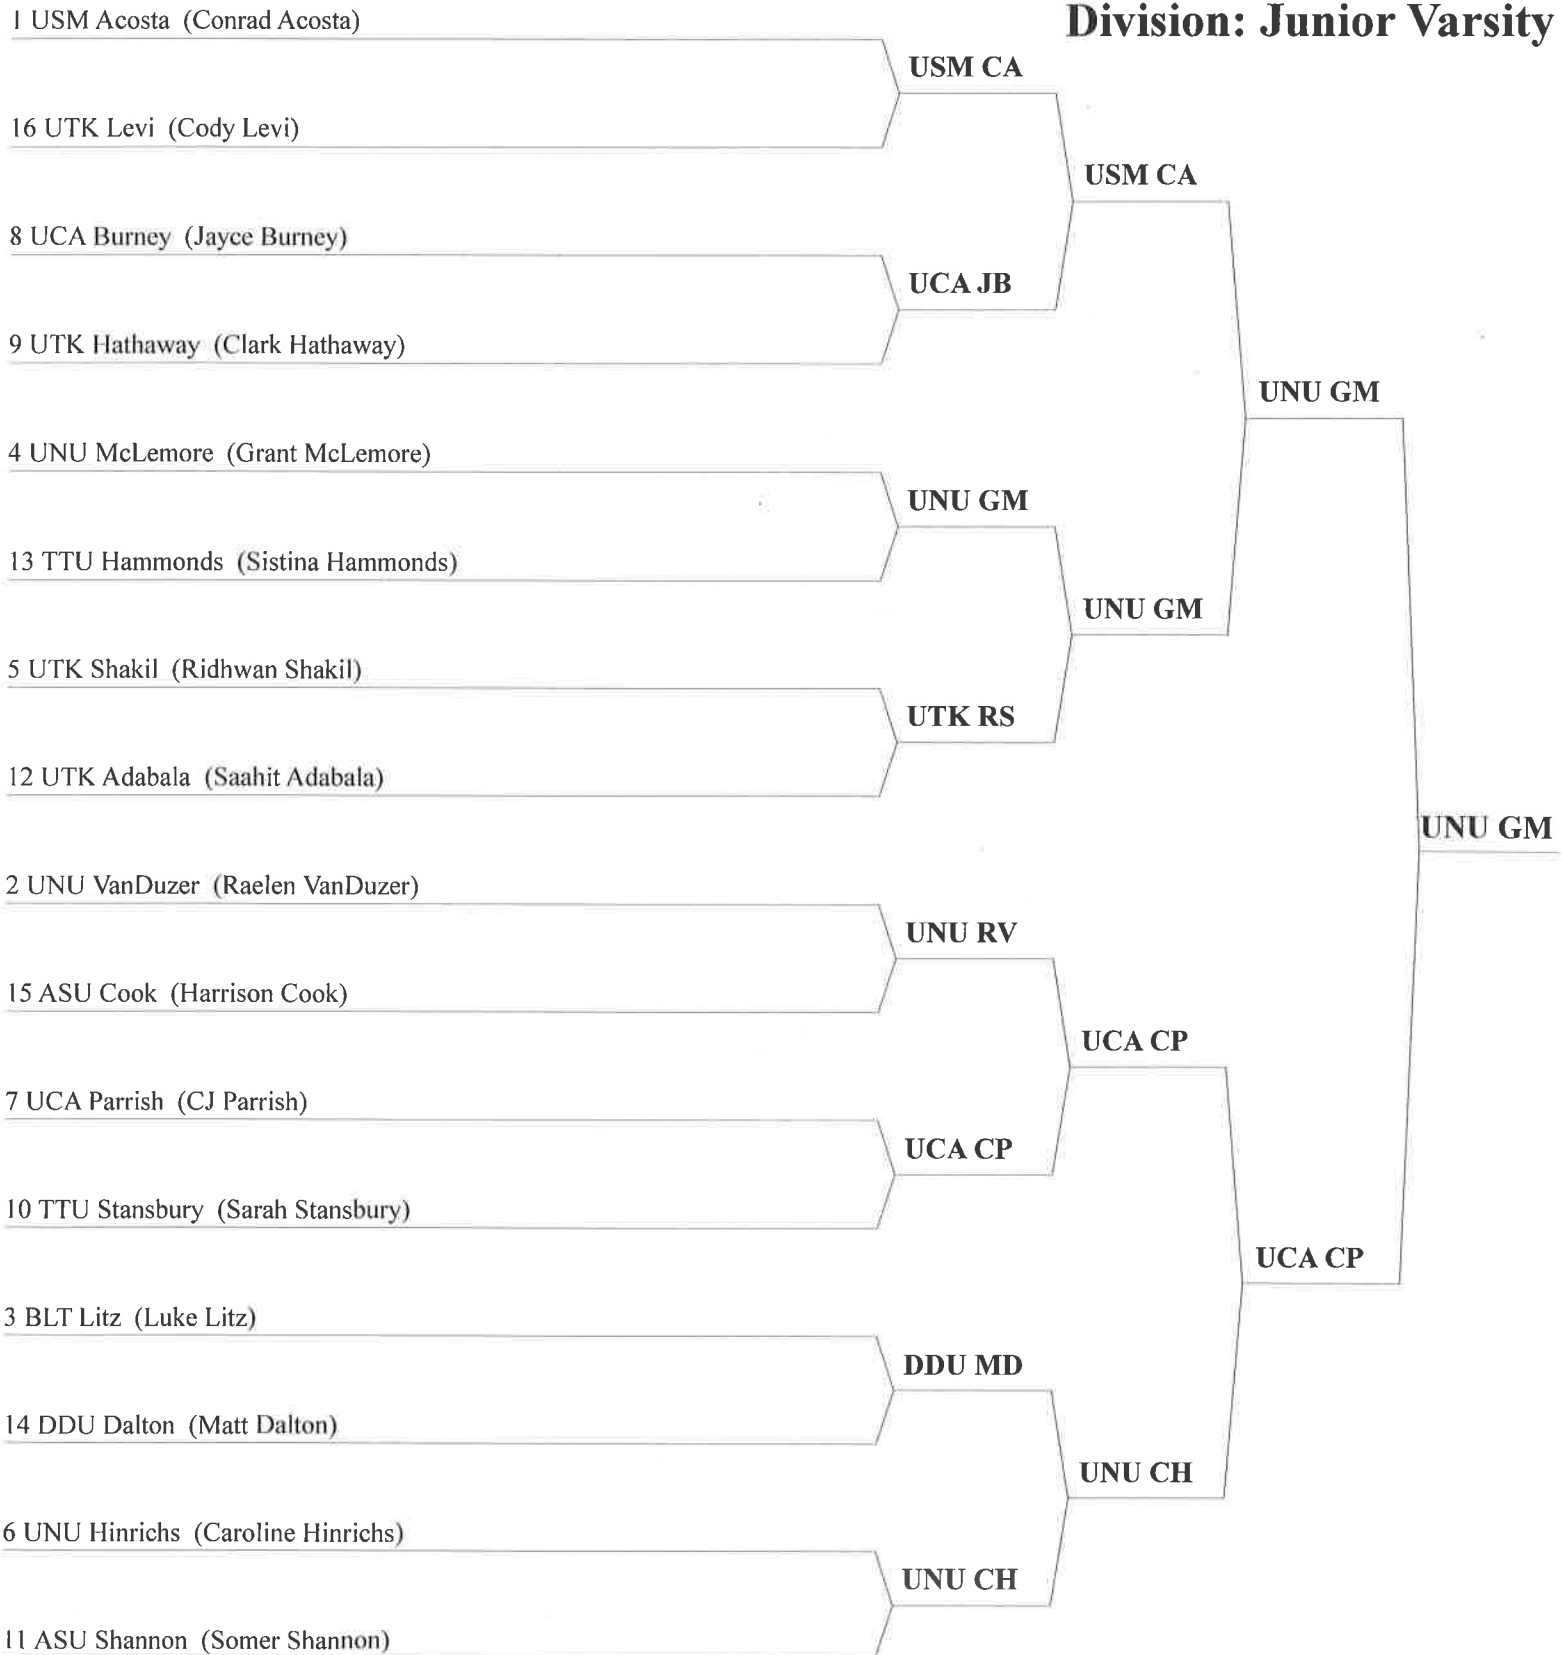 Division: Junior Varsity
1 USM Acosta (Conrad Acosta)
USM CA
16 UTK Levi (Cody Levi)
USM CA
8 UCA Burney (Jayce Burney)
UCA JB
9 UTK Hathaway (Clark Hathaway)
UNU GM
4 UNU McLemore (Grant McLemore)
UNU GM
13 TTU Hammonds (Sistina Hammonds)
UNU GM
5 UTK Shakil (Ridhwan Shakil)
UTK RS
12 UTK Adabala (Saahit Adabala)
UNU GM
2 UNU VanDuzer (Raelen VanDuzer)
UNU RV
15 ASU Cook (Harrison Cook)
UCA CP
7 UCA Parrish (CJ Parrish)
UCA CP
10 TTU Stansbury (Sarah Stansbury)
UCA CP
3 BLT Litz (Luke Litz)
DDU MD
14 DDU Dalton (Matt Dalton)
UNU CH
6 UNU Hinrichs (Caroline Hinrichs)
UNU CH
11 ASU Shannon (Somer Shannon)